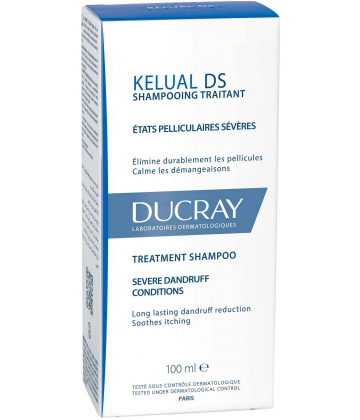 KELUAL DS
SHAMPOOING TRAITANT
ÉTATS PELLICULAIRES SÉVÈRES
Élimine durablement les pellicules
Calme les démangeaisons
DUCRAY
LABORATOIRES DERMATOLOGIQUES
TREATMENT SHAMPOO
SEVERE DANDRUFF
CONDITIONS
Long lasting dandruff reduction
Soothes itching
100 ml e
TESTÉ SOUS CONTRÔLE DERMATOLOGIQUE
TESTED UNDER DERMATOLOGICAL CONTROL
PARIS
KELUAL DS